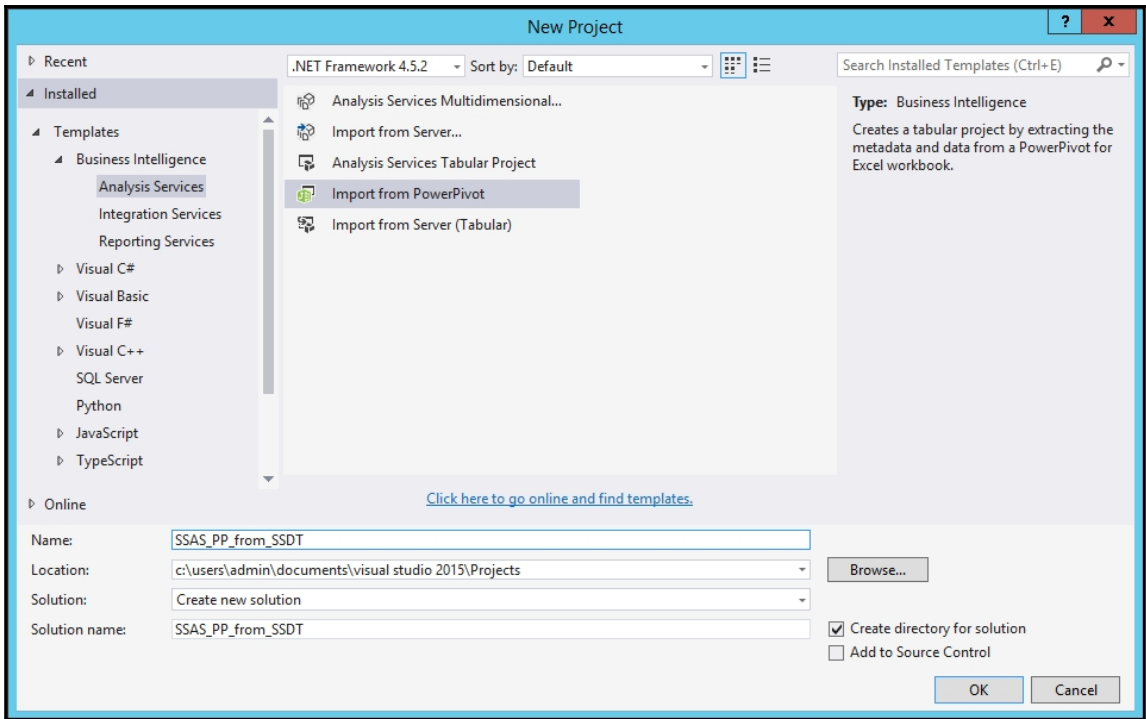 New Project
?
x
Recent
Installed
Templates
Business Intelligence
Analysis Services
Integration Services
Reporting Services
Visual C#
Visual Basic
Visual F#
Visual C++
SQL Server
Python
JavaScript
TypeScript
Online
.NET Framework 4.5.2
Sort by: Default
Analysis Services Multidimensional...
Import from Server...
Analysis Services Tabular Project
Import from PowerPivot
Import from Server (Tabular)
Click here to go online and find templates.
Search Installed Templates (Ctrl+E)
Type: Business Intelligence
Creates a tabular project by extracting the
metadata and data from a PowerPivot for
Excel workbook.
Name: SSAS_PP_from_SSDT
Location: c:\users\admin\documents\visual studio 2015\Projects
Browse...
Solution: Create new solution
Solution name: SSAS_PP_from_SSDT
Create directory for solution
Add to Source Control
OK
Cancel